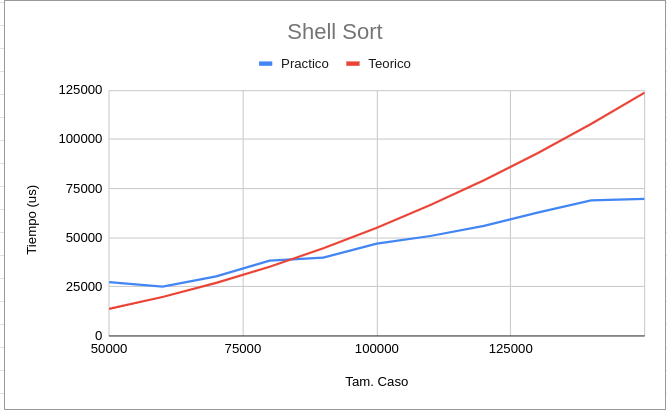 Shell Sort
Practico Teorico
125000
100000
75000
50000
25000
0
Tiempo (us)
50000 75000 100000 125000
Tam. Caso